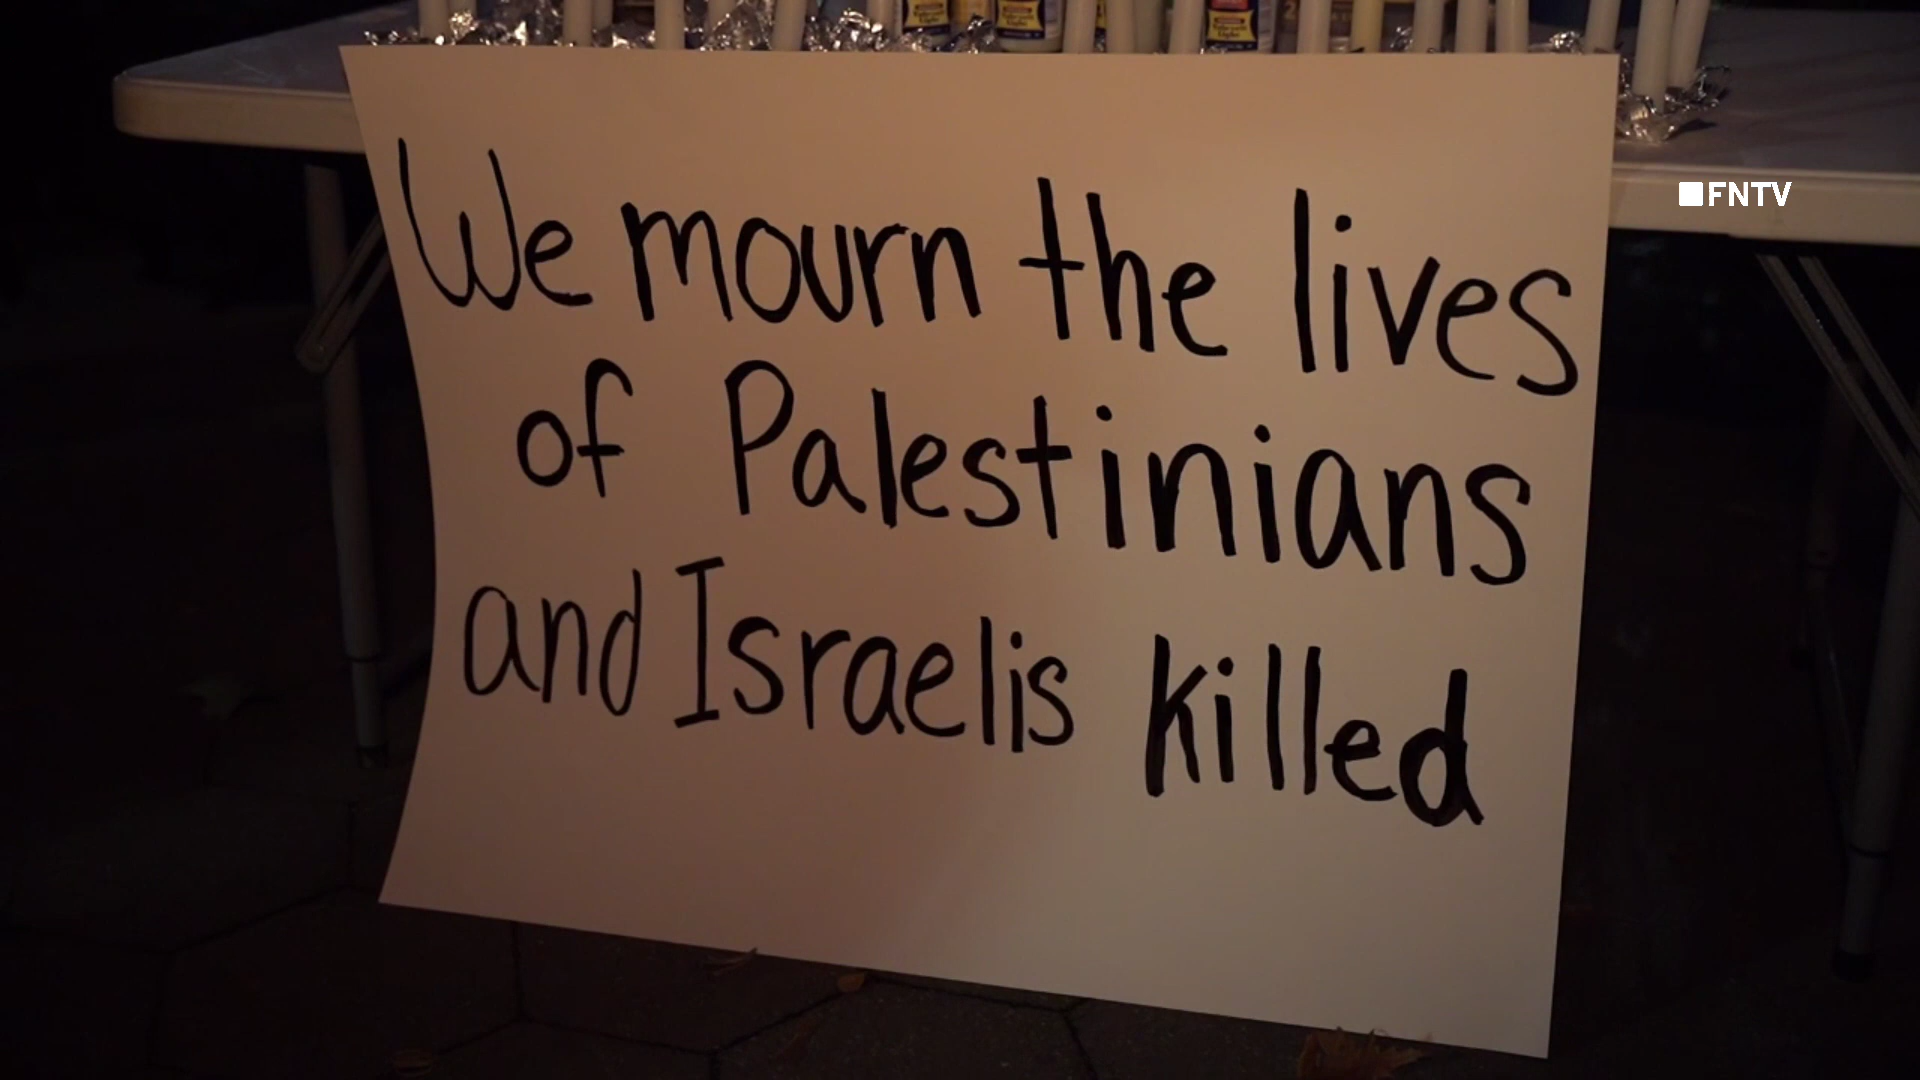 We mourn the lives
of Palestinians
and Israelis killed
FNTV